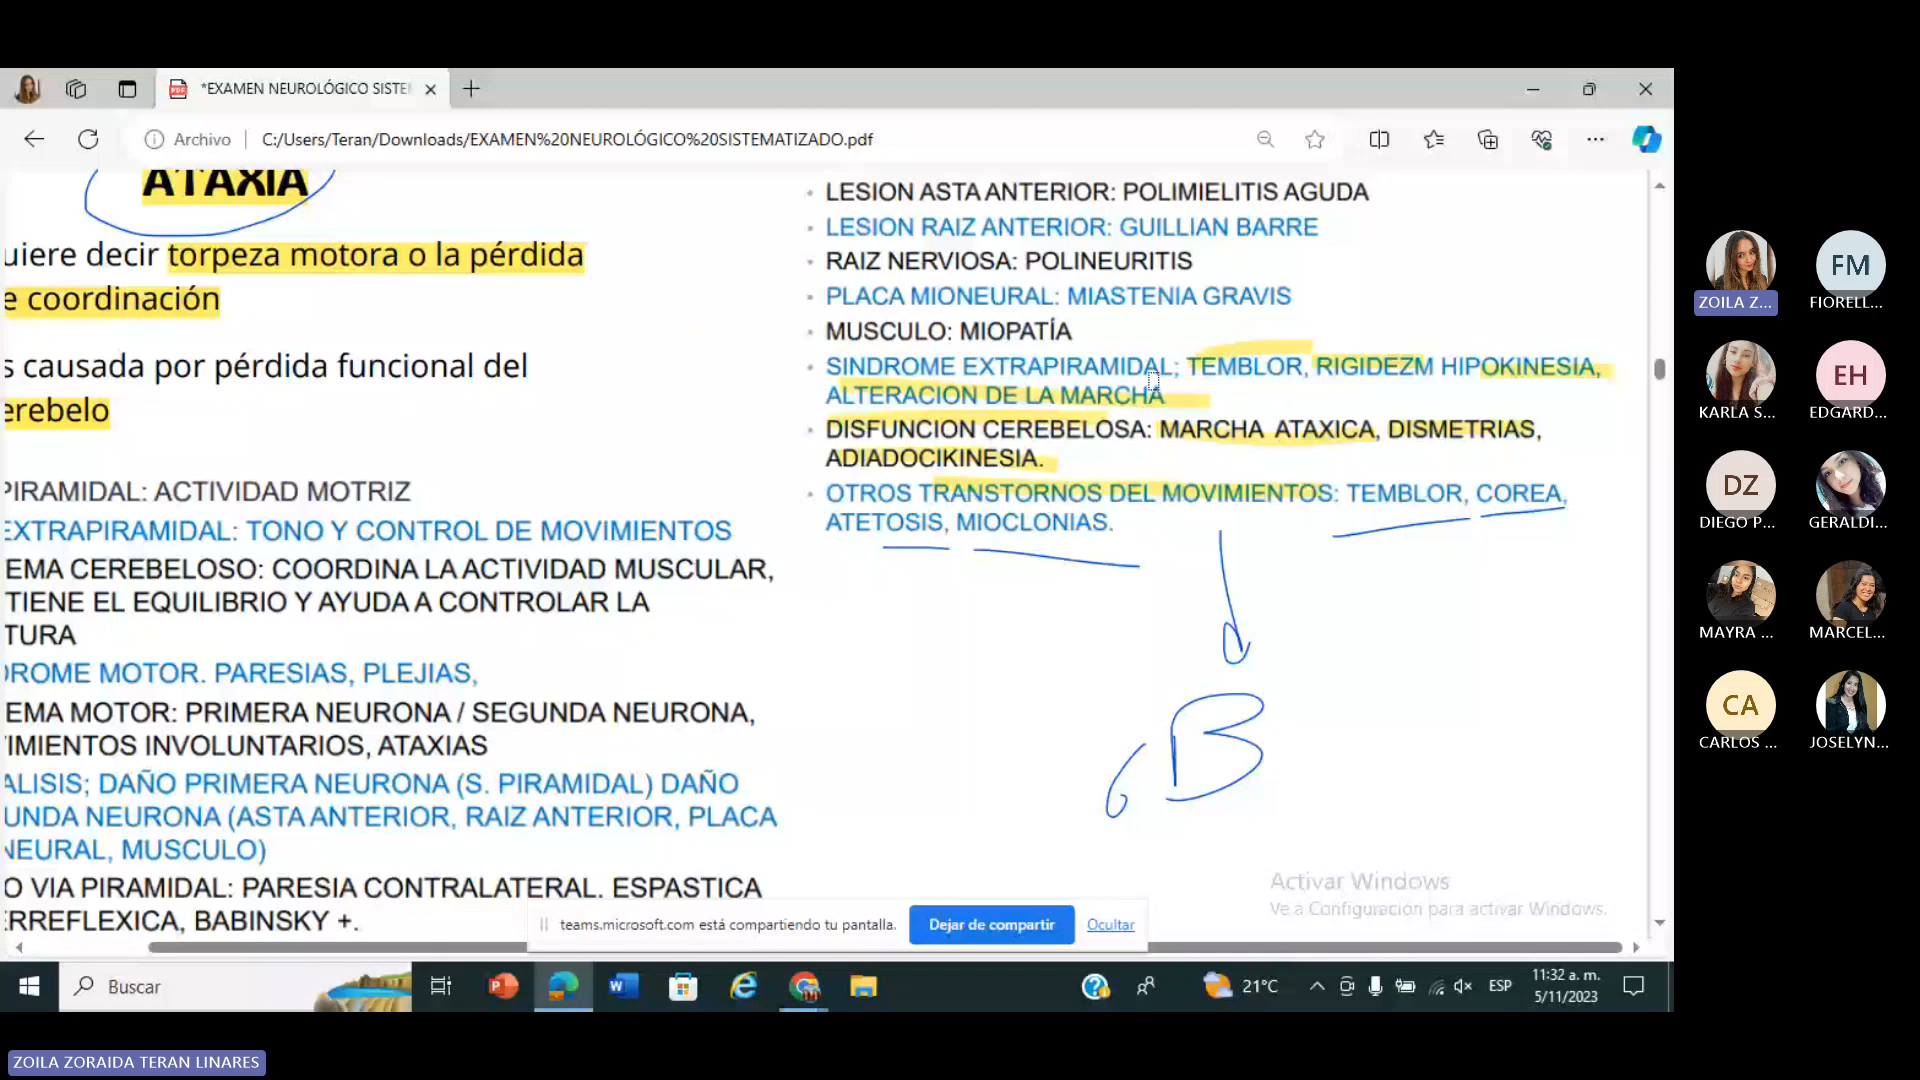 *EXAMEN NEUROLÓGICO SISTE
Archivo
C:/Users/Teran/Downloads/EXAMEN%20NEUROLÓGICO%20SISTEMATIZADO.pdf
ATAXIA
uiere decir torpeza motora o la pérdida
e coordinación
s causada por pérdida funcional del
erebelo
PIRAMIDAL: ACTIVIDAD MOTRIZ
EXTRAPIRAMIDAL: TONO Y CONTROL DE MOVIMIENTOS
EMA CEREBELOSO: COORDINA LA ACTIVIDAD MUSCULAR,
TIENE EL EQUILIBRIO Y AYUDA A CONTROLAR LA
TURA
DROME MOTOR. PARESIAS, PLEJIAS,
EMA MOTOR: PRIMERA NEURONA / SEGUNDA NEURONA,
VIMIENTOS INVOLUNTARIOS, ATAXIAS
ALISIS; DAÑO PRIMERA NEURONA (S. PIRAMIDAL) DAÑO
UNDA NEURONA (ASTA ANTERIOR, RAIZ ANTERIOR, PLACA
NEURAL, MUSCULO)
O VIA PIRAMIDAL: PARESIA CONTRALATERAL. ESPASTICA
ERREFLEXICA, BABINSKY +.
LESION ASTA ANTERIOR: POLIMIELITIS AGUDA
LESION RAIZ ANTERIOR: GUILLIAN BARRE
RAIZ NERVIOSA: POLINEURITIS
PLACA MIONEURAL: MIASTENIA GRAVIS
MUSCULO: MIOPATÍA
SINDROME EXTRAPIRAMIDAL; TEMBLOR, RIGIDEZM HIPOKINESIA,
ALTERACION DE LA MARCHA
DISFUNCION CEREBELOSA: MARCHA ATAXICA, DISMETRIAS,
ADIADOCIKINESIA.
OTROS TRANSTORNOS DEL MOVIMIENTOS: TEMBLOR, COREA,
ATETOSIS, MIOCLONIAS.
B
Activar Windows
Ve a Configuración para activar Windows.
teams.microsoft.com está compartiendo tu pantalla.
Dejar de compartir
Ocultar
Buscar
21°C
ESP
11:32 a. m.
5/11/2023
ZOILA Z...
FM
FIORELL...
KARLA S...
EH
EDGARD...
DZ
DIEGO P...
GERALDI...
MAYRA ...
MARCEL...
CA
CARLOS ...
JOSELYN...
ZOILA ZORAIDA TERAN LINARES